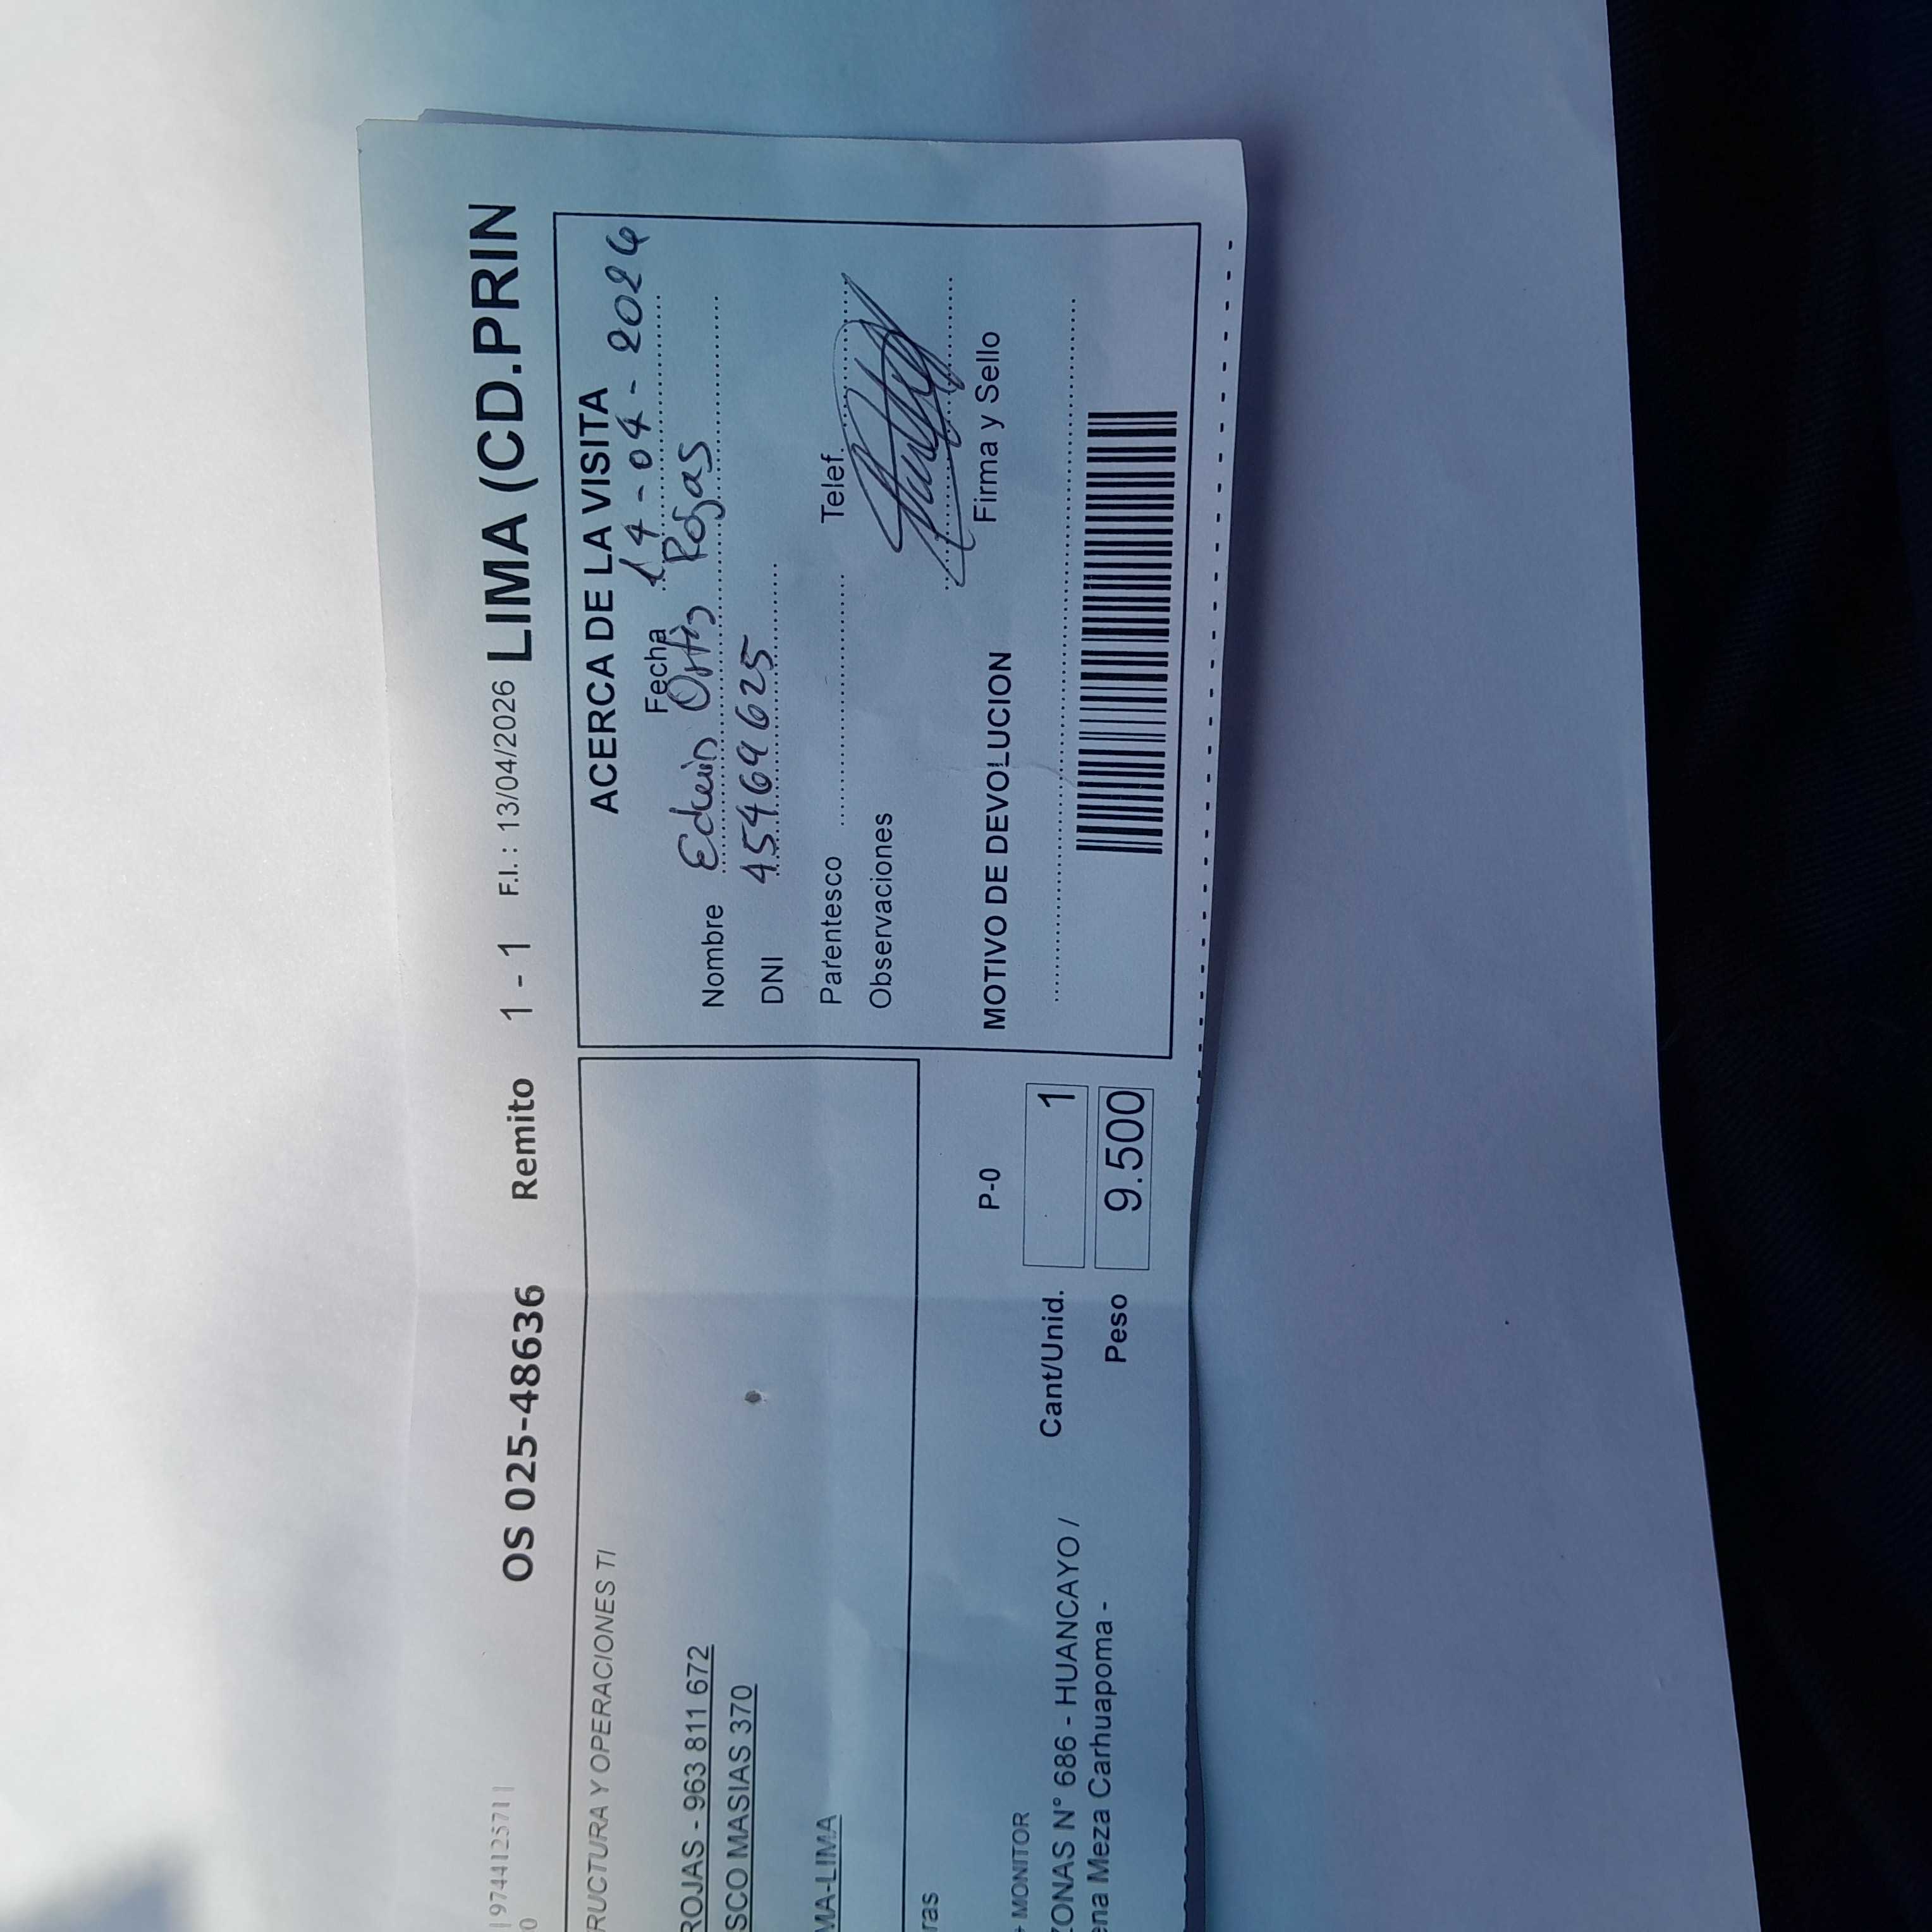 |974412571|
0
OS 025-48636 Remito 1 - 1 F.I.: 13/04/2026 LIMA (CD.PRIN
RUCTURA Y OPERACIONES TI
ROJAS - 963 811 672
SCO MASIAS 370
MA-LIMA
ras
MONITOR
P-0
ZONAS N° 686 - HUANCAYO /
Cant/Unid. 1
ena Meza Carhuapoma -
Peso 9.500
ACERCA DE LA VISITA
Fecha 14-04-2026
Nombre Edwin Ortiz Rojas
DNI 45469625
Parentesco Telef.
Observaciones
Firma y Sello
MOTIVO DE DEVOLUCION